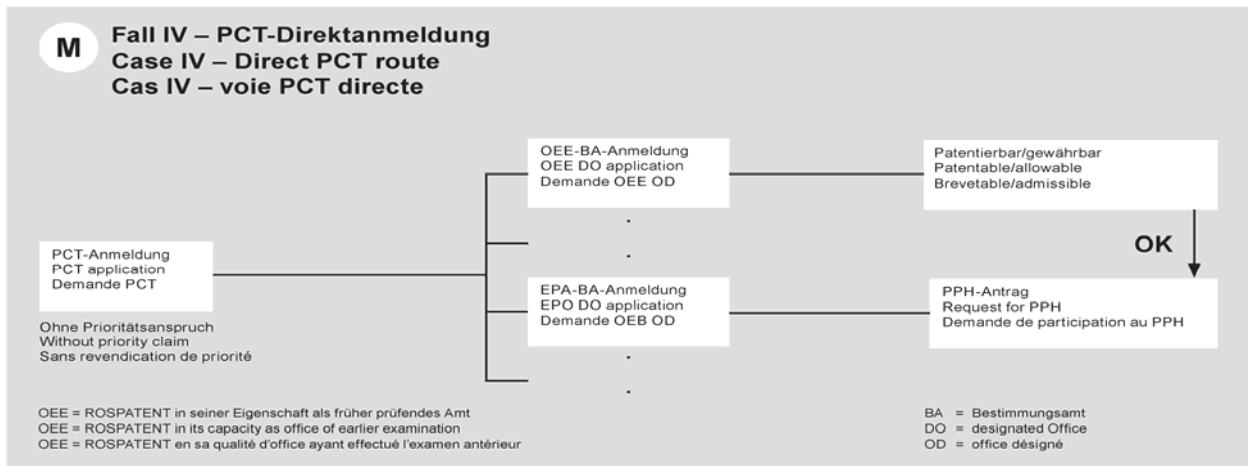 M
Fall IV – PCT-Direktanmeldung
Case IV – Direct PCT route
Cas IV – voie PCT directe
OEE-BA-Anmeldung
OEE DO application
Demande OEE OD
Patentierbar/gewährbar
Patentable/allowable
Brevetable/admissible
OK
PCT-Anmeldung
PCT application
Demande PCT
Ohne Prioritätsanspruch
Without priority claim
Sans revendication de priorité
EPA-BA-Anmeldung
EPO DO application
Demande OEB OD
PPH-Antrag
Request for PPH
Demande de participation au PPH
OEE = ROSPATENT in seiner Eigenschaft als früher prüfendes Amt
OEE = ROSPATENT in its capacity as office of earlier examination
OEE = ROSPATENT en sa qualité d'office ayant effectué l'examen antérieur
BA = Bestimmungsamt
DO = designated Office
OD = office désigné